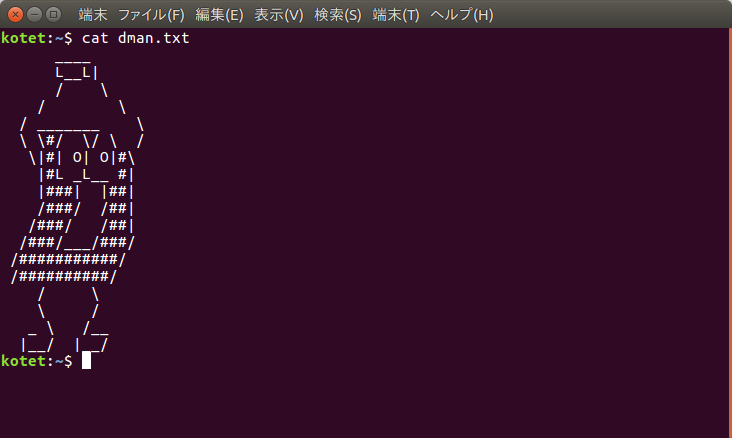 端末 ファイル(F) 編集(E) 表示(V) 検索(S) 端末(T) ヘルプ(H)
kotet:~$ cat dman.txt
      ____
      L__L|
      /    \
    /        \
  / _______    \
  \ \#/  \/ \  /
   \|#| O| O|#\
    |#L _L__ #|
    |###|  |##|
    /###/  /##|
   /###/   /##|
  /###/___/###/
 /###########/
 /##########/
    /     \
    \     /
   _ \   /__
  |__/  |__/
kotet:~$